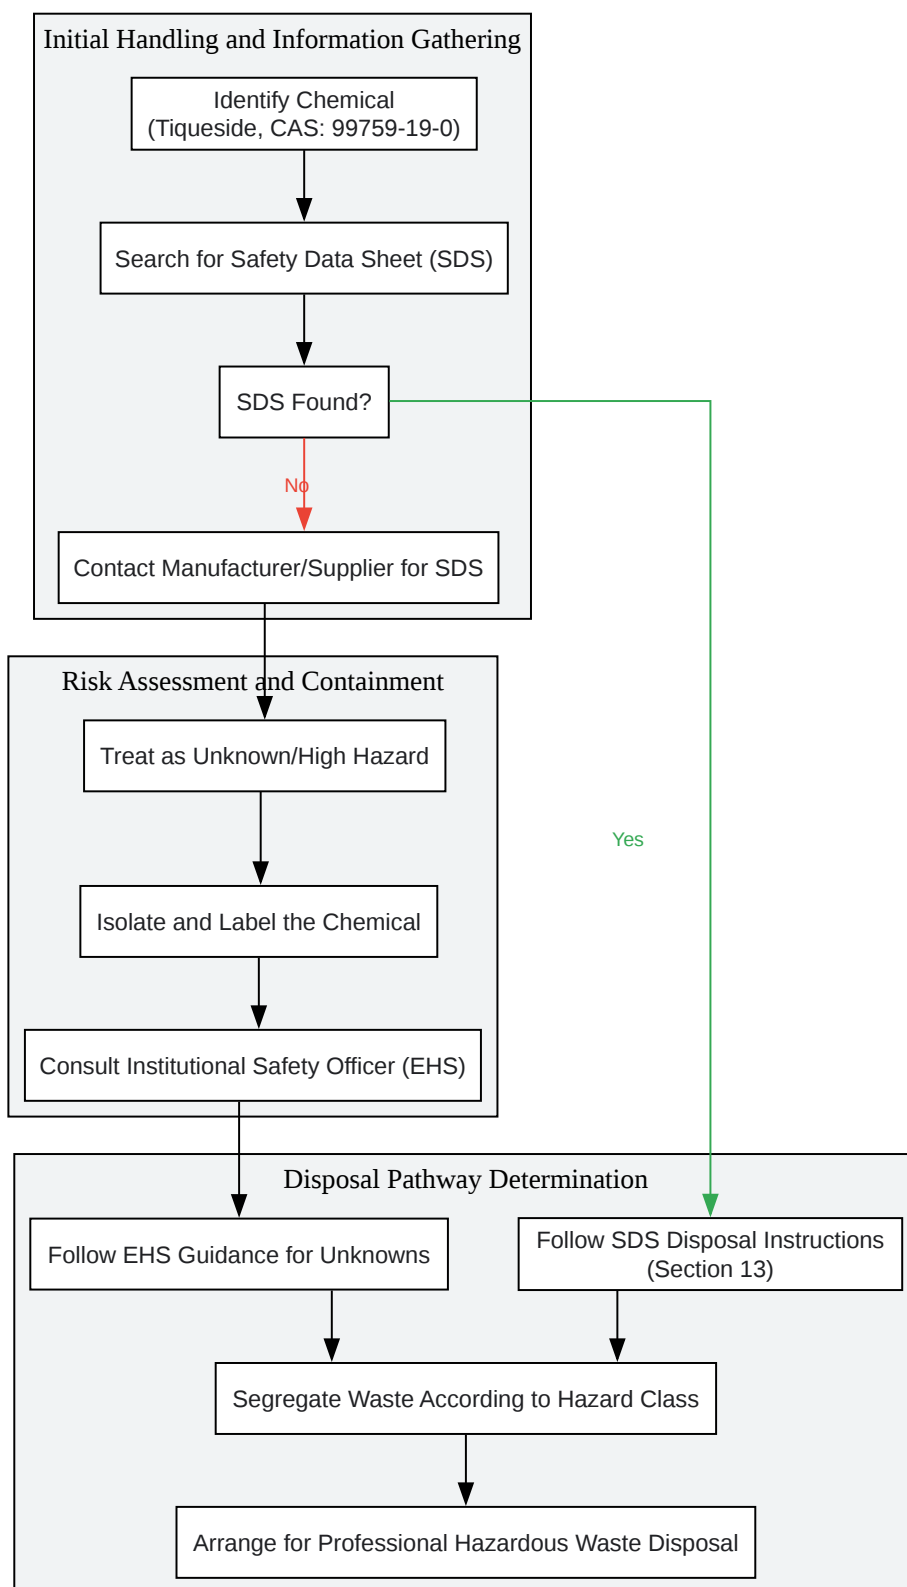 Initial Handling and Information Gathering
Identify Chemical
(Tiqueside, CAS: 99759-19-0)
Search for Safety Data Sheet (SDS)
SDS Found?
No
Contact Manufacturer/Supplier for SDS
Risk Assessment and Containment
Treat as Unknown/High Hazard
Yes
Isolate and Label the Chemical
Consult Institutional Safety Officer (EHS)
Disposal Pathway Determination
Follow EHS Guidance for Unknowns
Follow SDS Disposal Instructions
(Section 13)
Segregate Waste According to Hazard Class
Arrange for Professional Hazardous Waste Disposal